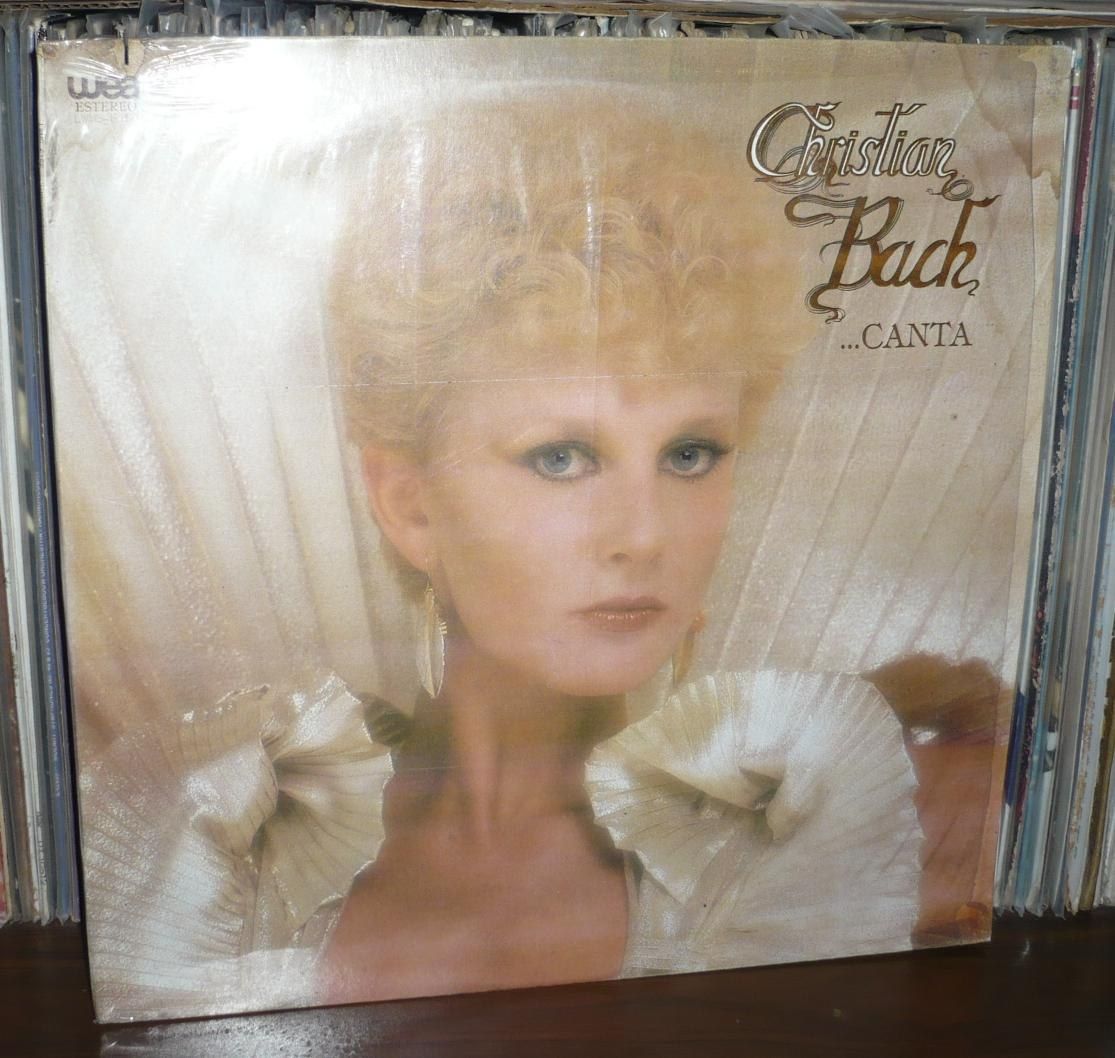 wea
ESTEREO
Christian
Bach
...CANTA